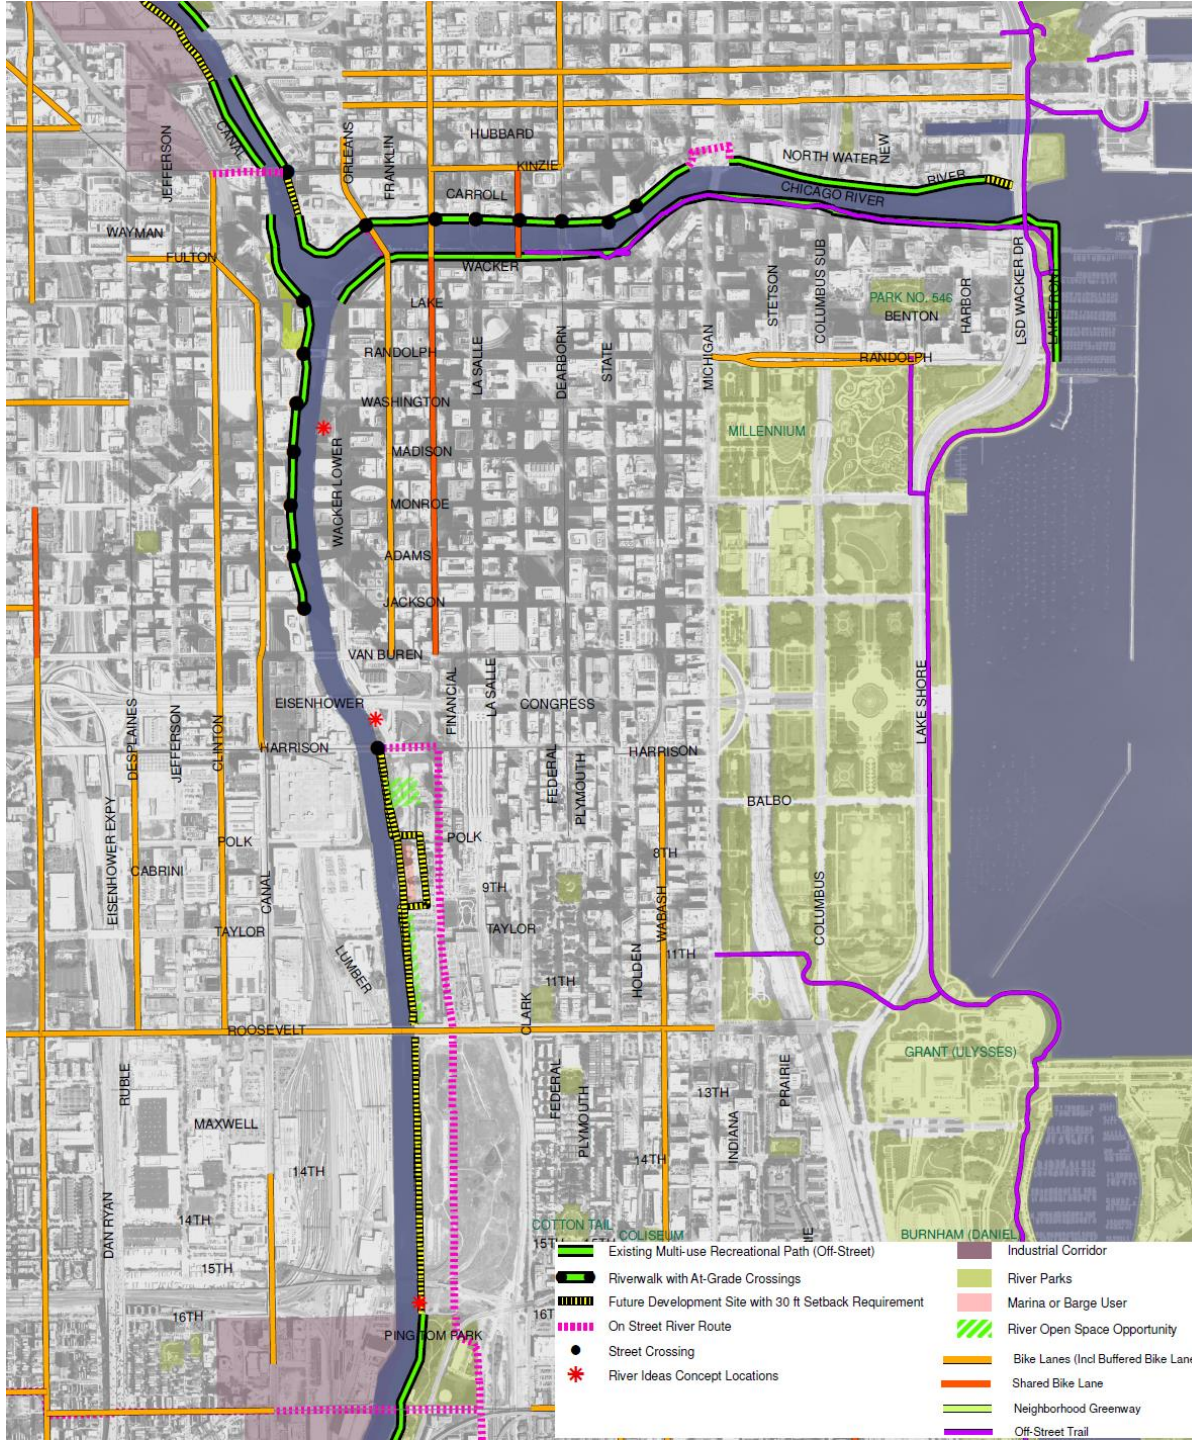 HUBBARD
JEFFERSON
CANAL
ORLEANS
FRANKLIN
KINZIE
NORTH WATER
NEW
CARROLL
RIVER
CHICAGO RIVER
WAYMAN
FULTON
WACKER
LAKE
STETSON
COLUMBUS SUB
PARK NO. 546
BENTON
HARBOR
LSD WACKER DR
LAKEFRONT
RANDOLPH
LA SALLE
DEARBORN
STATE
MICHIGAN
RANDOLPH
WASHINGTON
MILLENNIUM
MADISON
WACKER LOWER
MONROE
ADAMS
JACKSON
VAN BUREN
EISENHOWER
FINANCIAL
LA SALLE
CONGRESS
LAKE SHORE
DESPLAINES
JEFFERSON
CLINTON
HARRISON
HARRISON
FEDERAL
PLYMOUTH
BALBO
EISENHOWER EXPY
POLK
POLK
8TH
CABRINI
CANAL
9TH
WABASH
COLUMBUS
TAYLOR
TAYLOR
LUMBER
11TH
HOLDEN
11TH
CLARK
ROOSEVELT
GRANT (ULYSSES)
RUBLE
FEDERAL
PLYMOUTH
PRAIRIE
13TH
INDIANA
MAXWELL
14TH
14TH
DAN RYAN
14TH
COTTON TAIL
COLISEUM
BURNHAM (DANIEL)
IE
15TH
15TH
16TH
16T
PING TOM PARK
Existing Multi-use Recreational Path (Off-Street)
Riverwalk with At-Grade Crossings
Future Development Site with 30 ft Setback Requirement
On Street River Route
Street Crossing
River Ideas Concept Locations
Industrial Corridor
River Parks
Marina or Barge User
River Open Space Opportunity
Bike Lanes (Incl Buffered Bike Lane
Shared Bike Lane
Neighborhood Greenway
Off-Street Trail